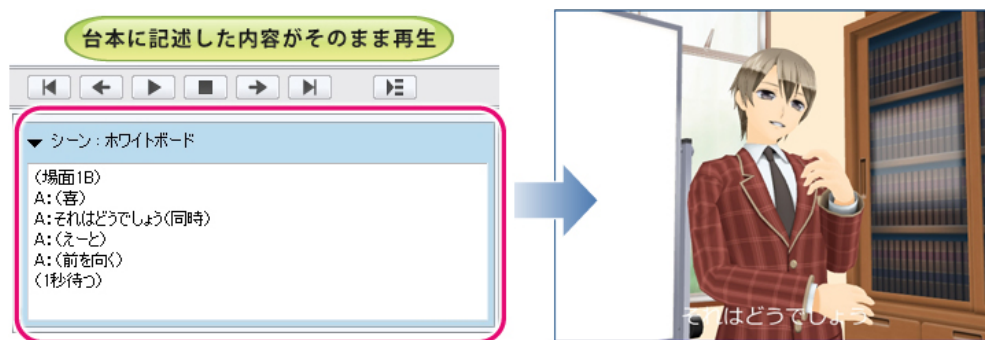 台本に記述した内容がそのまま再生
シーン：ホワイトボード
(場面1B)
A：(喜)
A：それはどうでしょう(同時)
A：(えーと)
A：(前を向く)
(1秒待つ)
それはどうでしょう